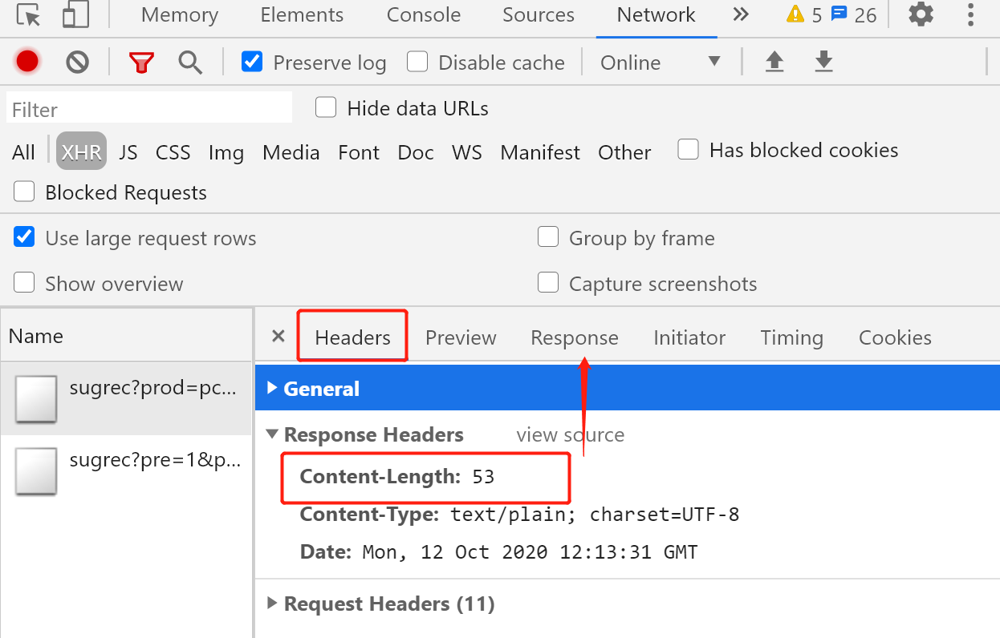 Memory Elements Console Sources Network 5 26
Preserve log Disable cache Online
Filter Hide data URLs
All XHR JS CSS Img Media Font Doc WS Manifest Other Has blocked cookies
Blocked Requests
Use large request rows Group by frame
Show overview Capture screenshots
Name
Headers Preview Response Initiator Timing Cookies
sugrec?prod=pc...
sugrec?pre=1&p...
General
Response Headers view source
Content-Length: 53
Content-Type: text/plain; charset=UTF-8
Date: Mon, 12 Oct 2020 12:13:31 GMT
Request Headers (11)